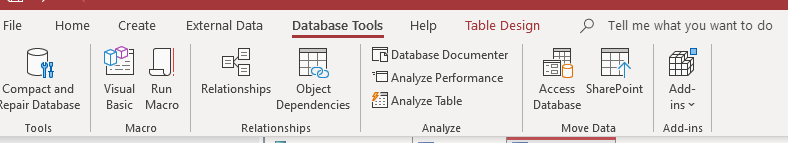 File Home Create External Data Database Tools Help Table Design Tell me what you want to do
Compact and Repair Database
Visual Basic
Run Macro
Relationships
Object Dependencies
Database Documenter
Analyze Performance
Analyze Table
Access Database
SharePoint
Add-ins
Tools Macro Relationships Analyze Move Data Add-ins